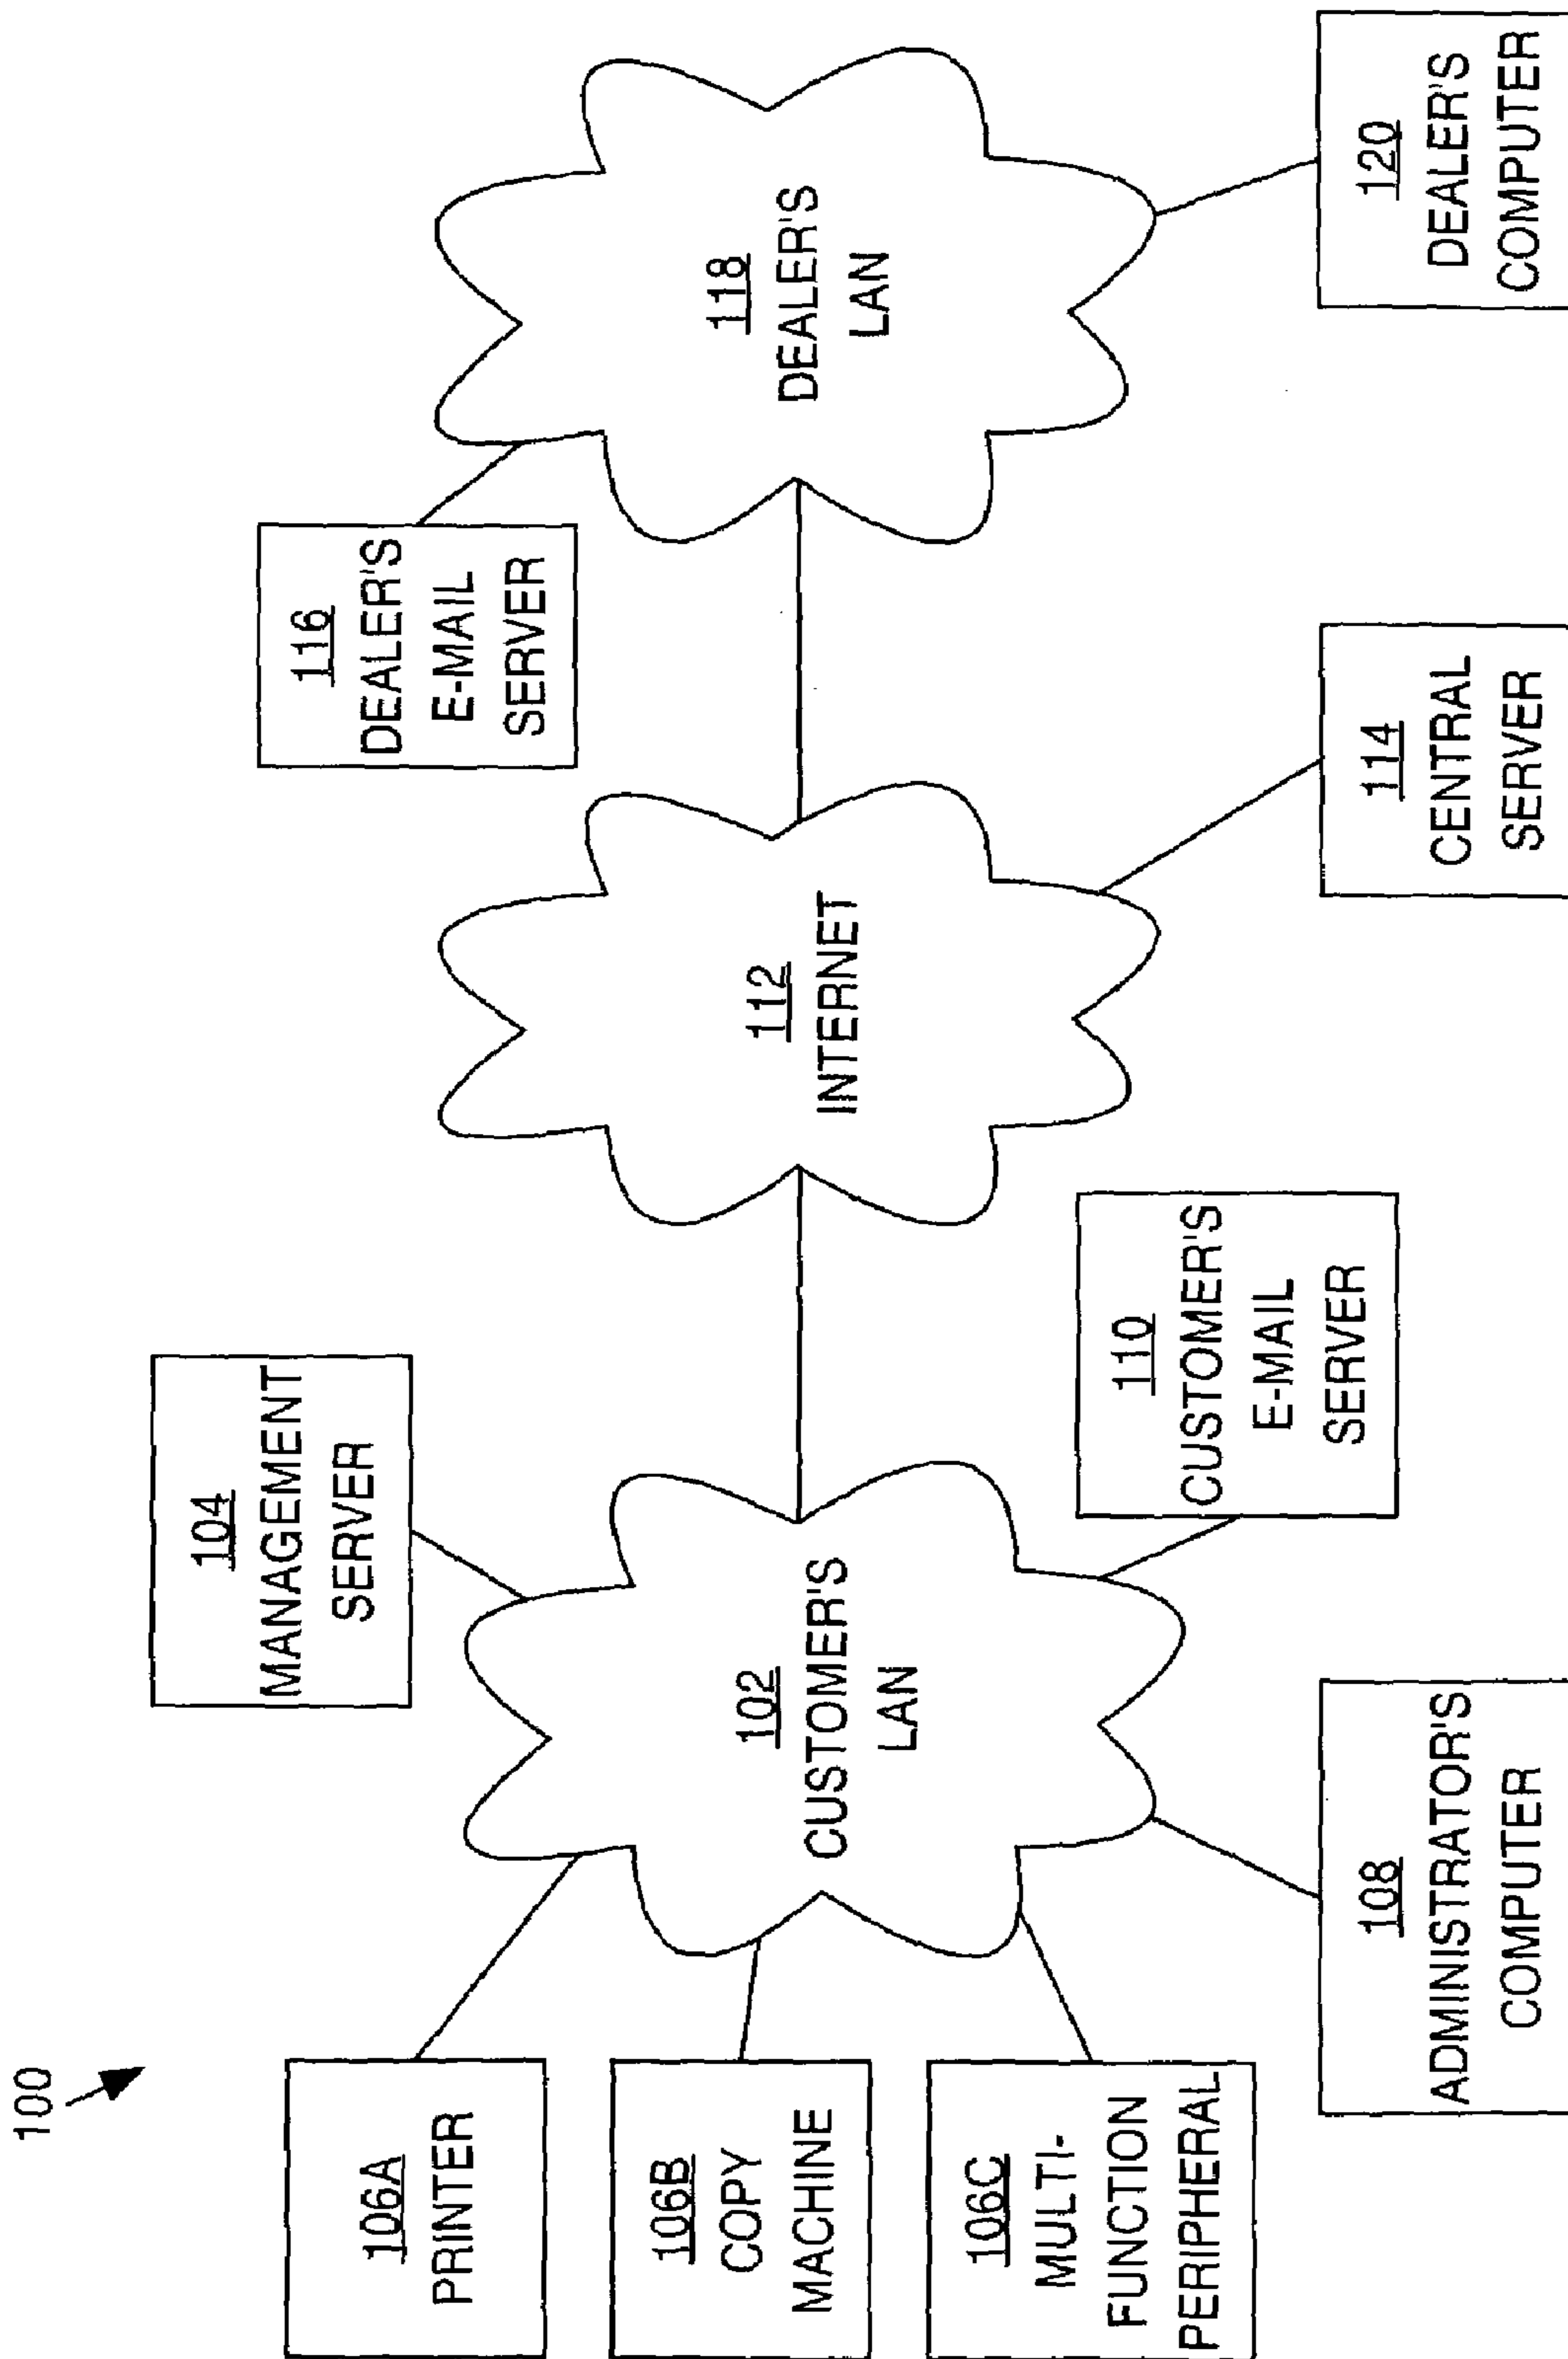 100
106A
PRINTER
106B
COPY
MACHINE
106C
MULTI-
FUNCTION
PERIPHERAL
104
MANAGEMENT
SERVER
102
CUSTOMER'S
LAN
108
ADMINISTRATOR'S
COMPUTER
110
CUSTOMER'S
E-MAIL
SERVER
112
INTERNET
114
CENTRAL
SERVER
116
DEALER'S
E-MAIL
SERVER
118
DEALER'S
LAN
120
DEALER'S
COMPUTER